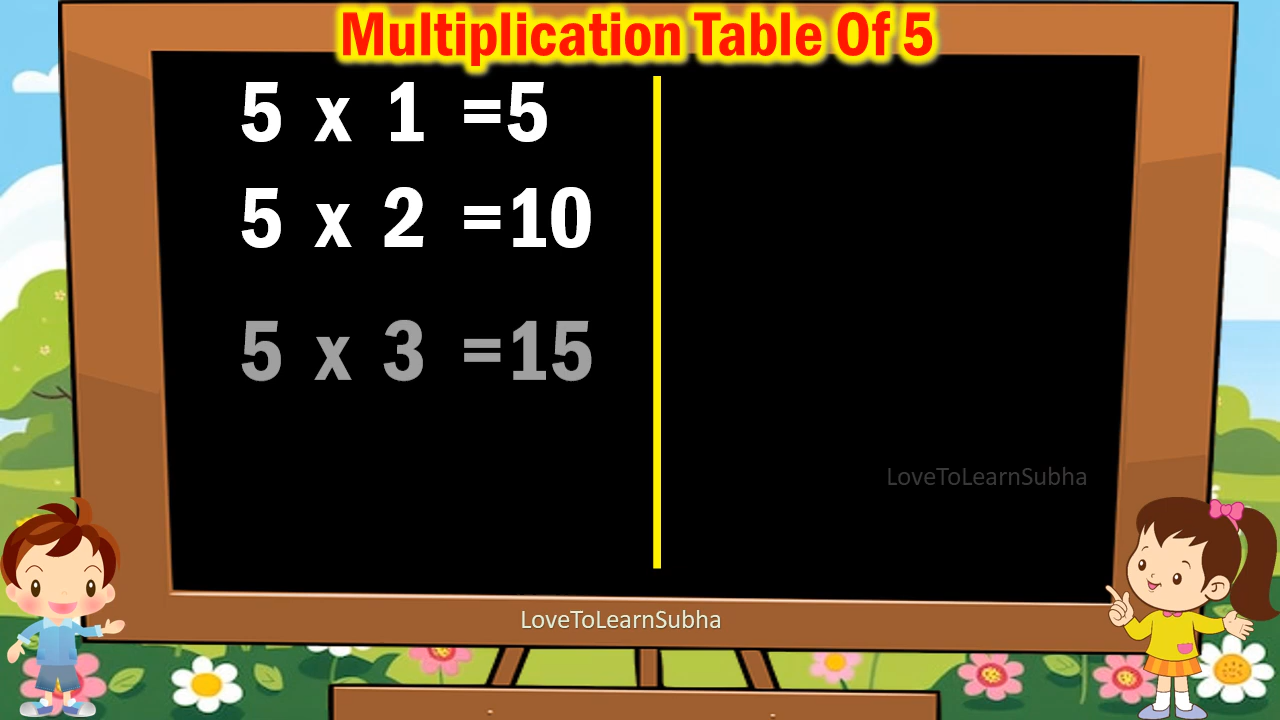 Multiplication Table Of 5
5 x 1 =5
5 x 2 =10
5 x 3 =15
LoveToLearnSubha
LoveToLearnSubha